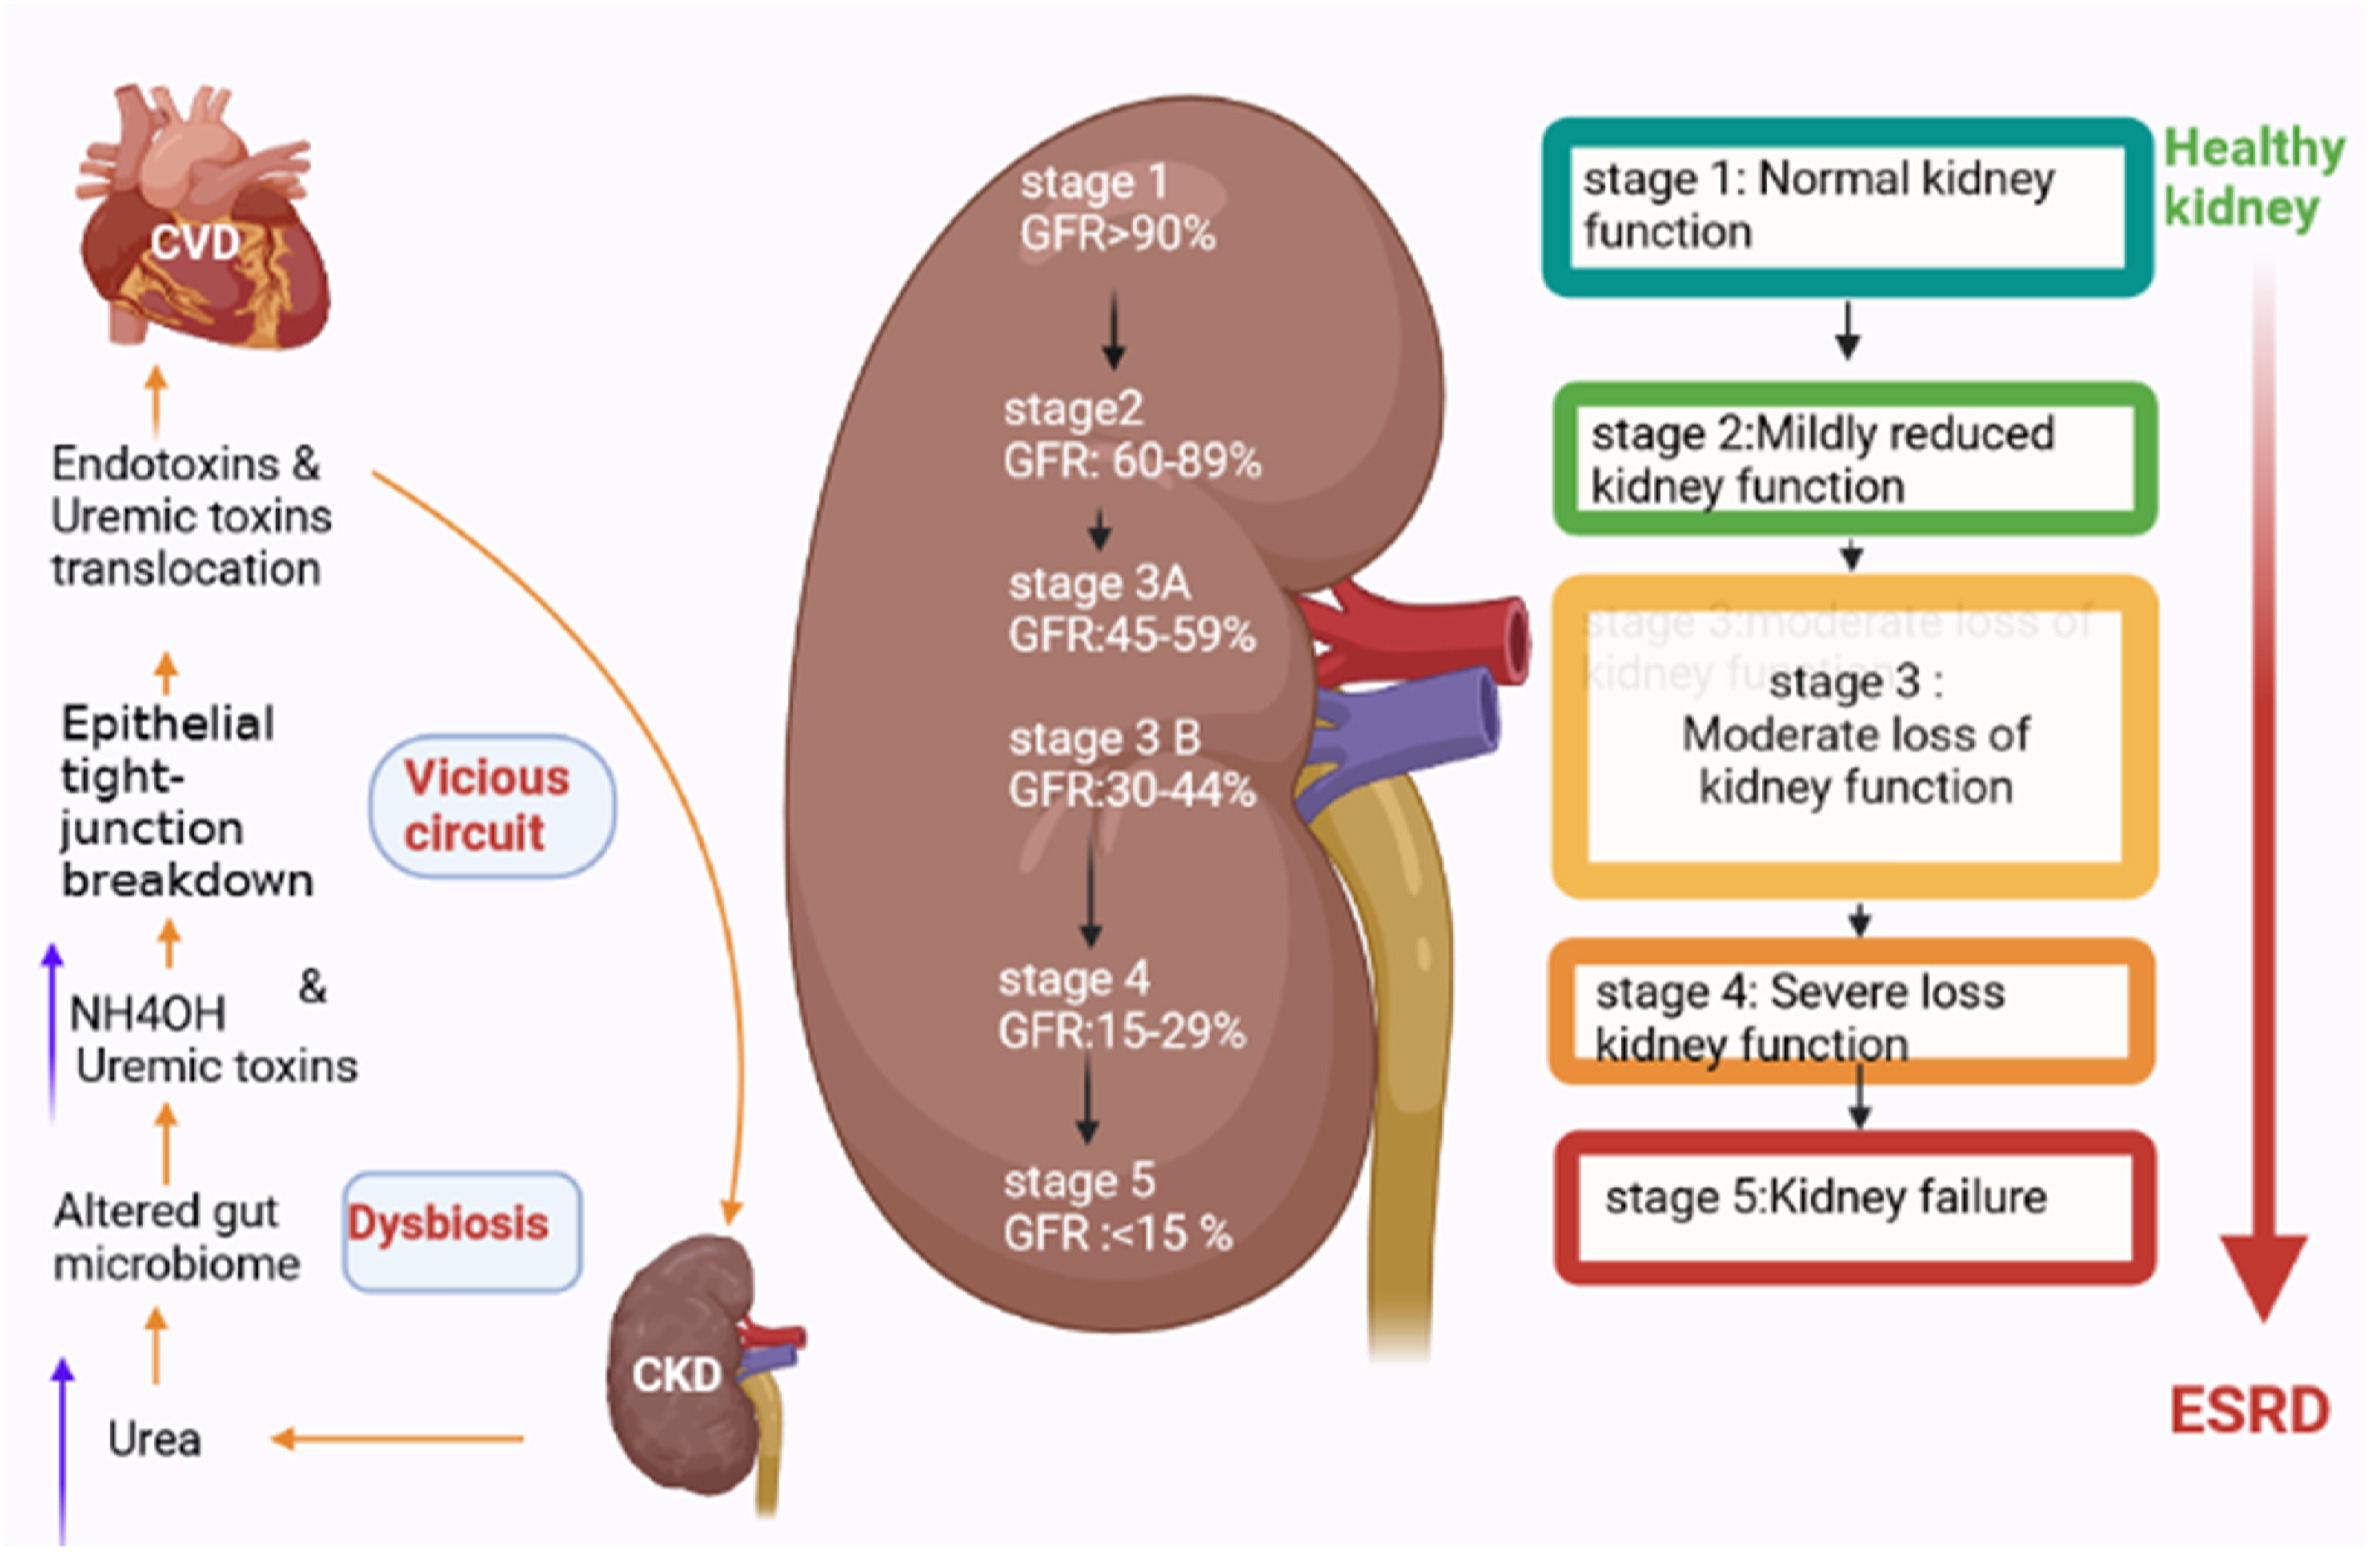 CVD
Endotoxins &
Uremic toxins
translocation
Epithelial
tight-
junction
breakdown
Vicious
circuit
&
NH4OH
Uremic toxins
Altered gut
microbiome
Dysbiosis
Urea
CKD
stage 1
GFR>90%
stage2
GFR: 60-89%
stage 3A
GFR:45-59%
stage 3 B
GFR:30-44%
stage 4
GFR:15-29%
stage 5
GFR :<15 %
stage 1: Normal kidney
function
stage 2:Mildly reduced
kidney function
stage 3:moderate loss of
kidney function
stage 3 :
Moderate loss of
kidney function
stage 4: Severe loss
kidney function
stage 5:Kidney failure
Healthy
kidney
ESRD